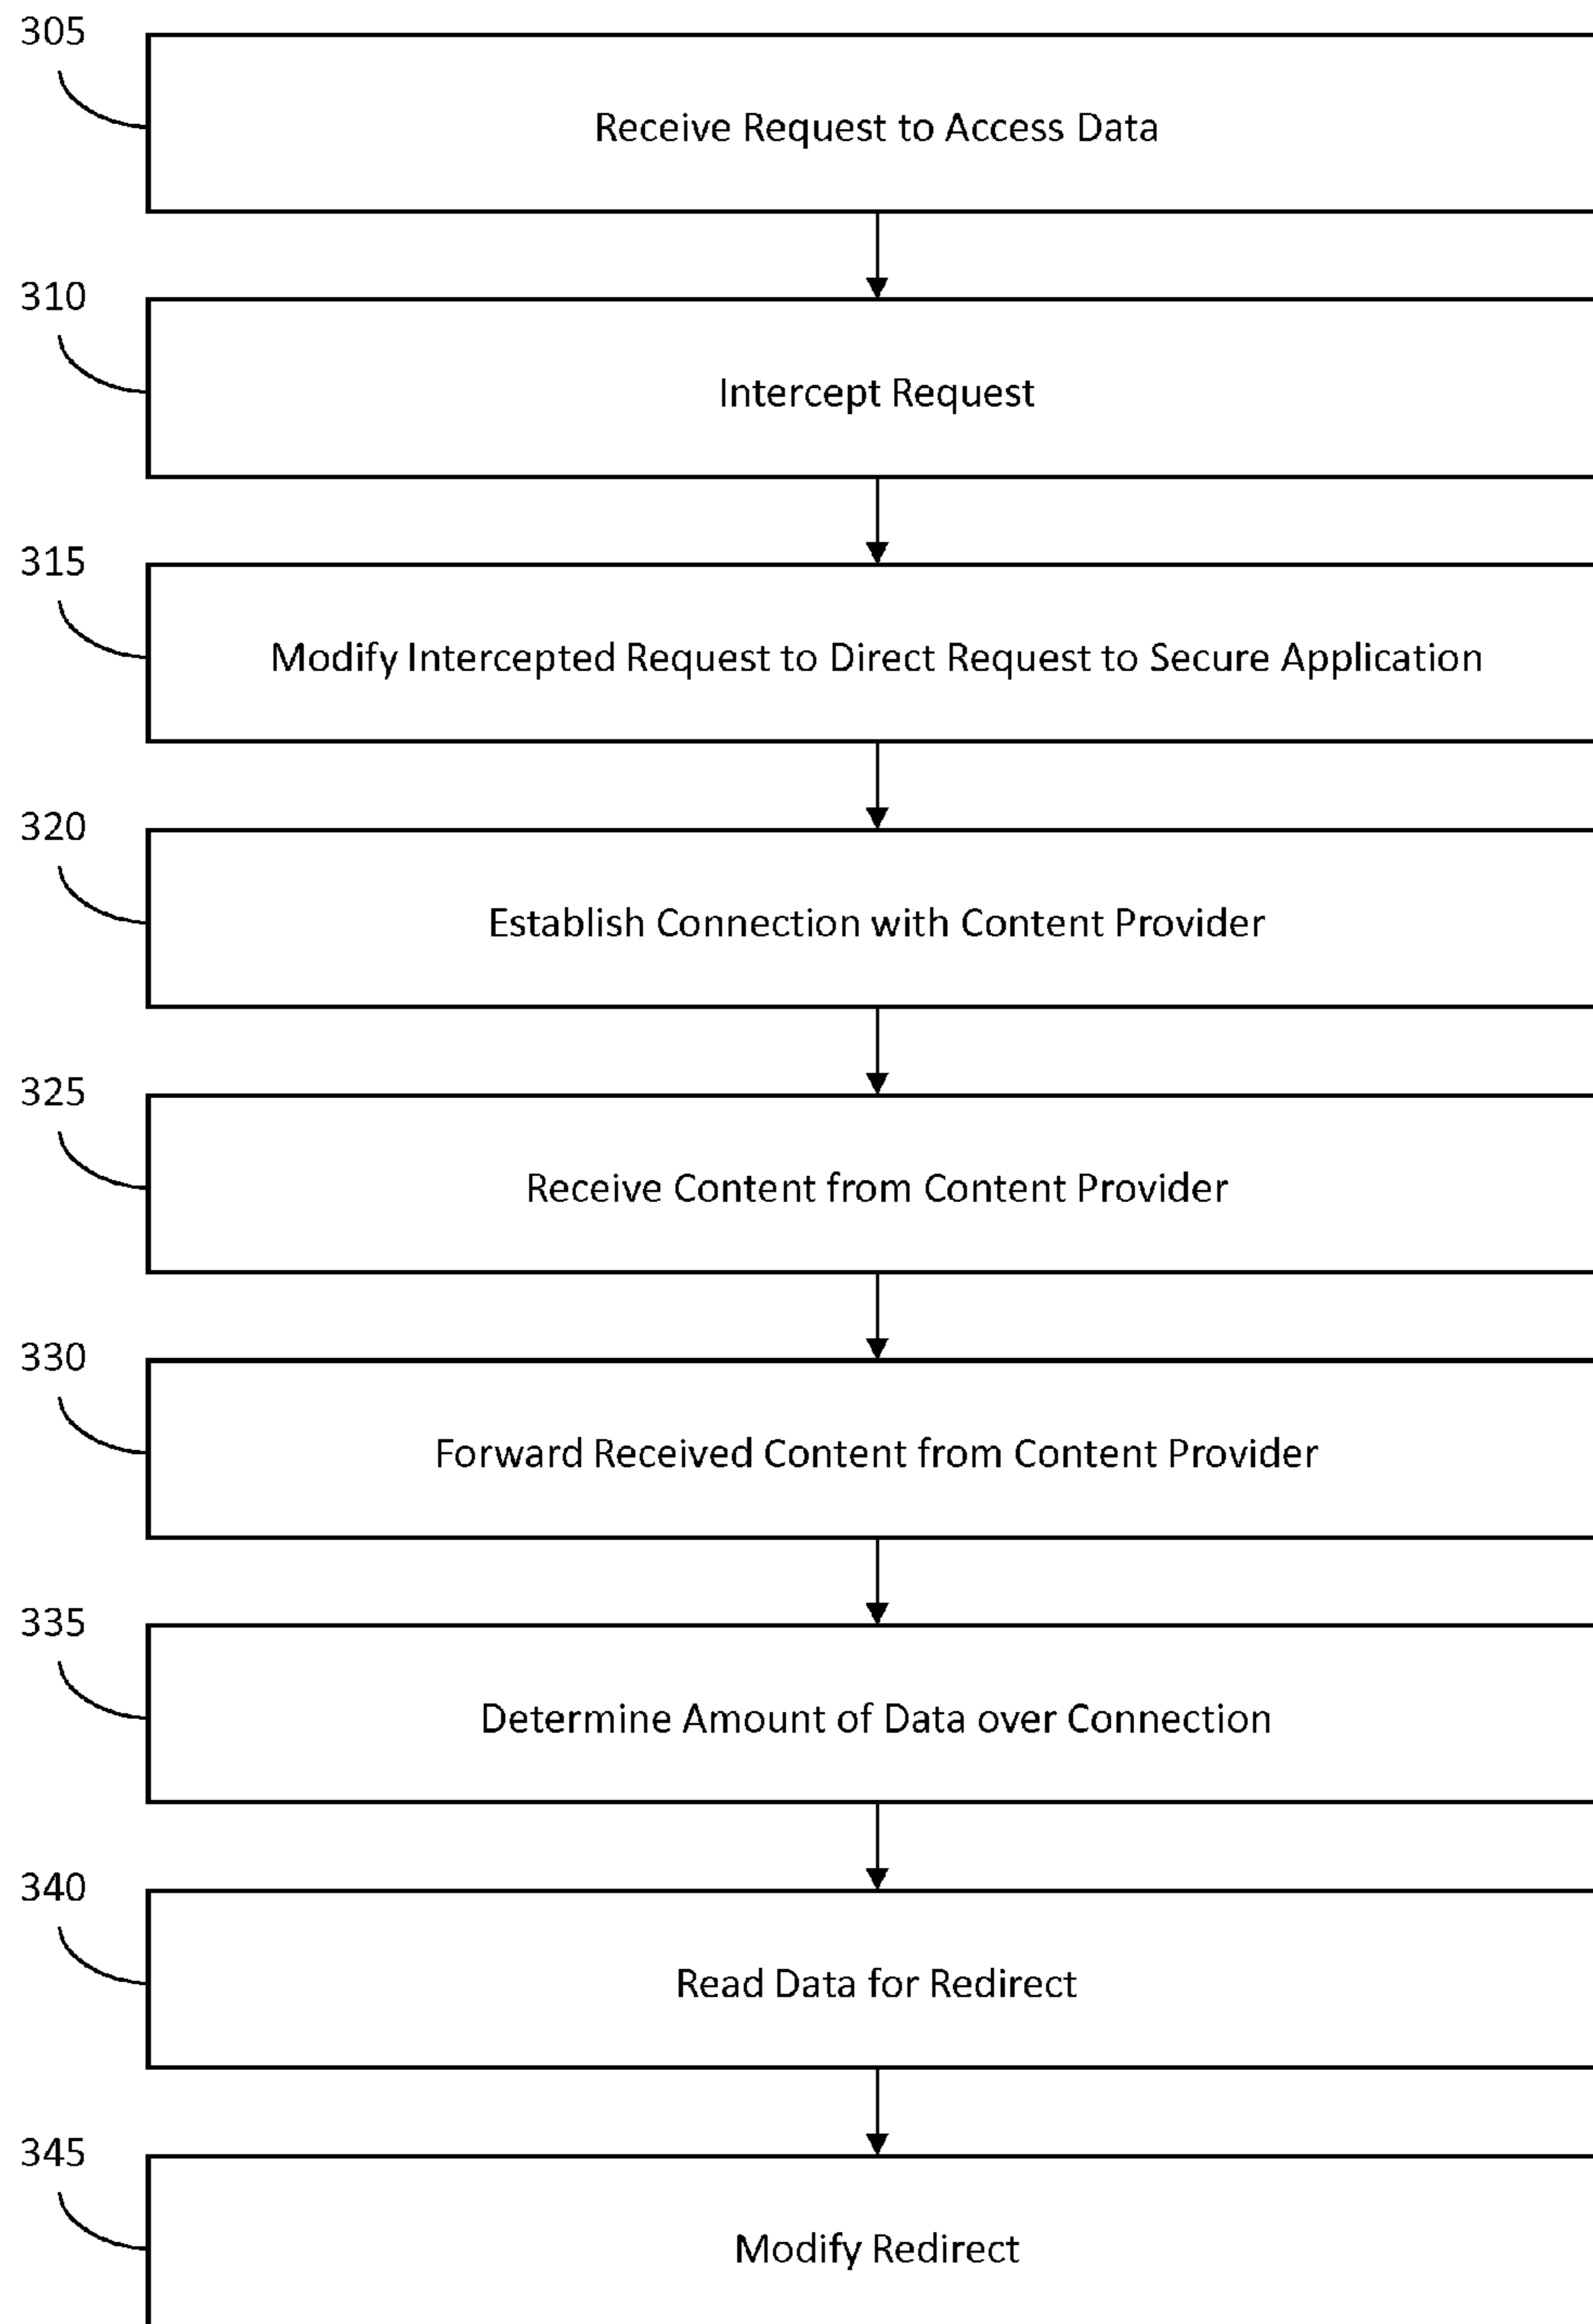 305
Receive Request to Access Data
310
Intercept Request
315
Modify Intercepted Request to Direct Request to Secure Application
320
Establish Connection with Content Provider
325
Receive Content from Content Provider
330
Forward Received Content from Content Provider
335
Determine Amount of Data over Connection
340
Read Data for Redirect
345
Modify Redirect